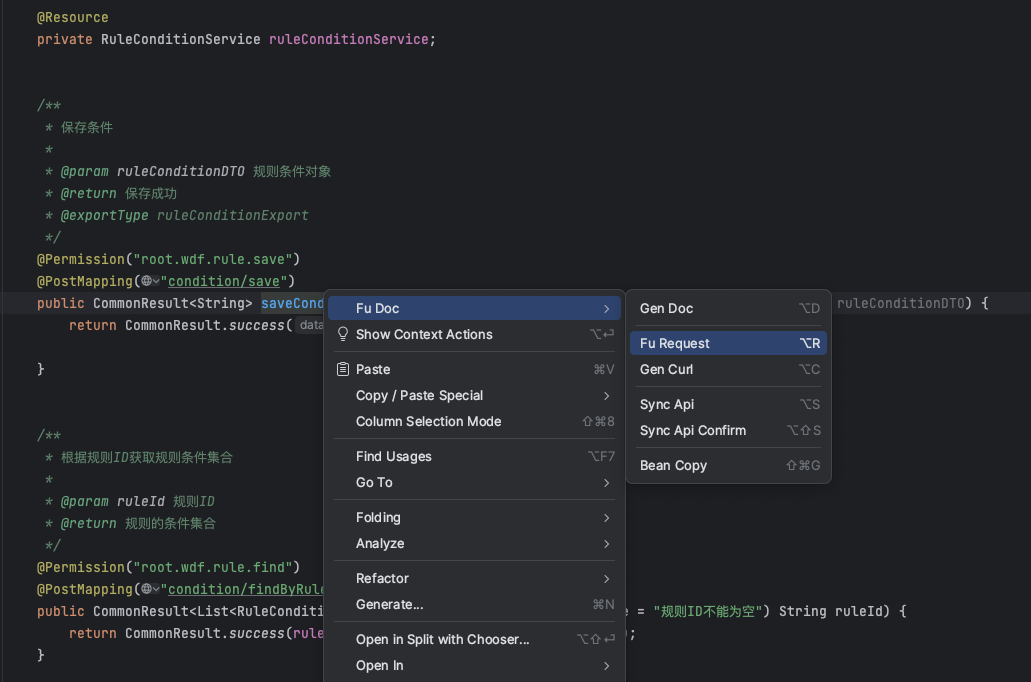 @Resource
private RuleConditionService ruleConditionService;
/**
* 保存条件
*
* @param ruleConditionDTO 规则条件对象
* @return 保存成功
* @exportType ruleConditionExport
*/
@Permission("root.wdf.rule.save")
@PostMapping("condition/save")
public CommonResult<String> saveCond ruleConditionDTO) {
return CommonResult.success( data
}
/**
* 根据规则ID获取规则条件集合
*
* @param ruleId 规则ID
* @return 规则的条件集合
*/
@Permission("root.wdf.rule.find")
@PostMapping("condition/findByRule
public CommonResult<List<RuleConditi e = "规则ID不能为空") String ruleId) {
return CommonResult.success(rule );
}
Fu Doc
Show Context Actions ⌥⏎
Paste ⌘V
Copy / Paste Special
Column Selection Mode ⇧⌘8
Find Usages ⌥F7
Go To
Folding
Analyze
Refactor
Generate... ⌘N
Open in Split with Chooser... ⌥⇧⏎
Open In
Gen Doc ⌥D
Fu Request ⌥R
Gen Curl ⌥C
Sync Api ⌥S
Sync Api Confirm ⌥⇧S
Bean Copy ⇧⌘G